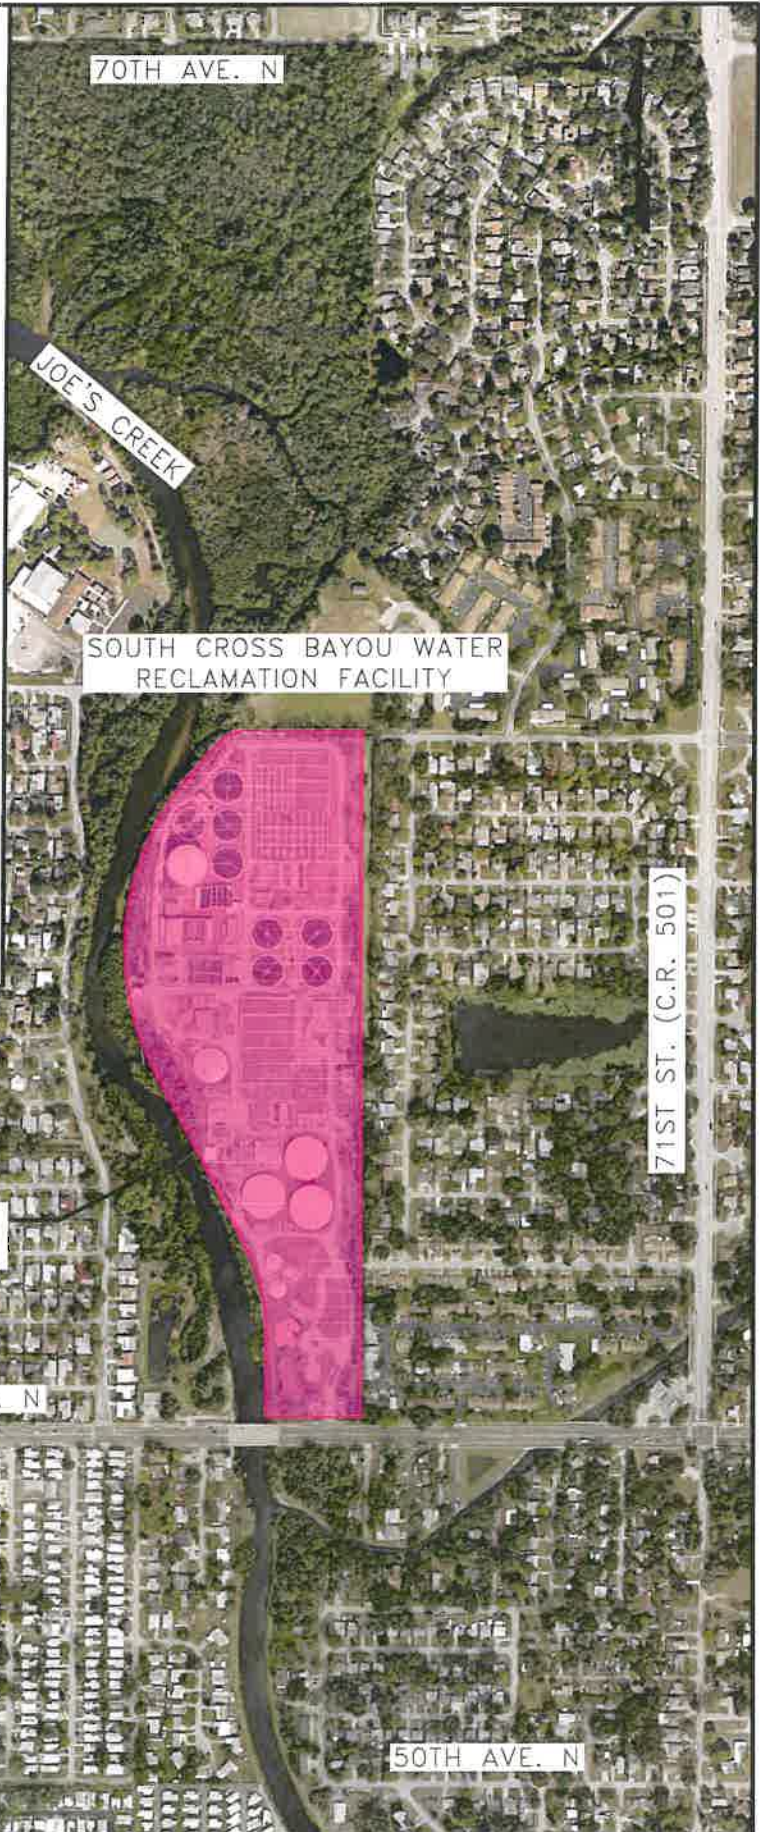 70TH AVE. N
JOE'S CREEK
SOUTH CROSS BAYOU WATER
RECLAMATION FACILITY
71ST ST. (C.R. 501)
N
50TH AVE. N